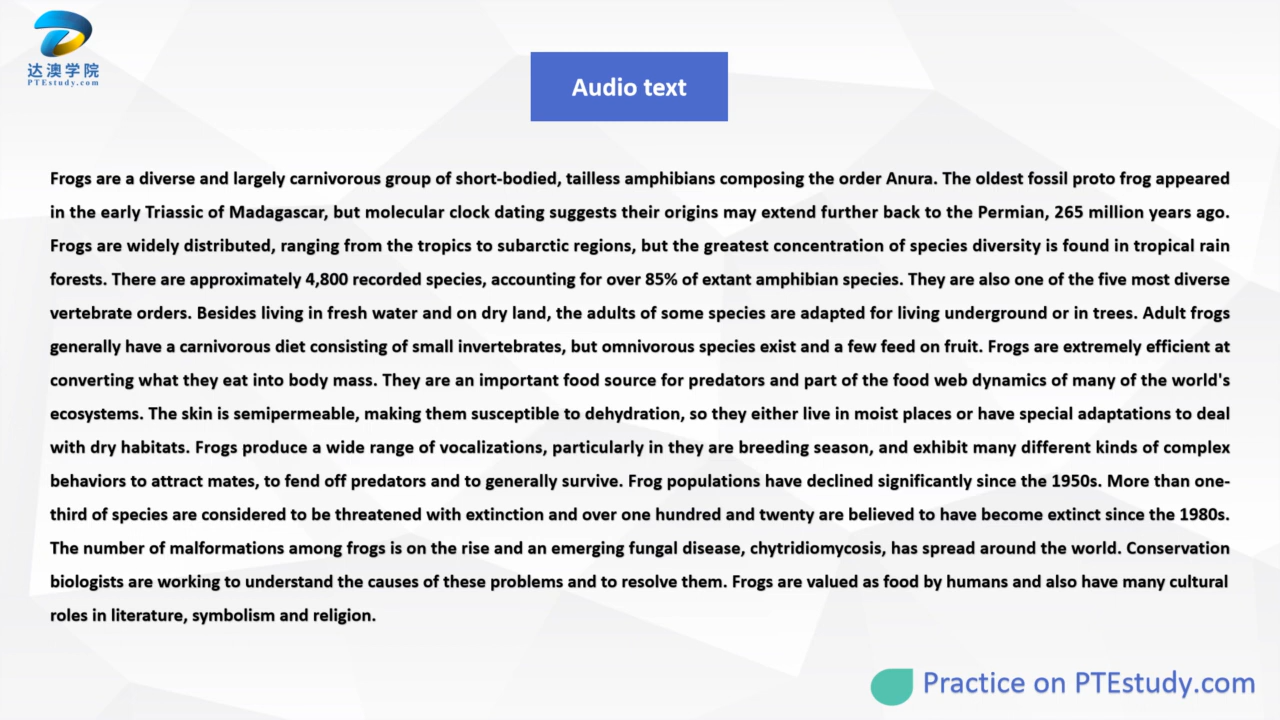 达澳学院
PTEstudy.com
Audio text
Frogs are a diverse and largely carnivorous group of short-bodied, tailless amphibians composing the order Anura. The oldest fossil proto frog appeared
in the early Triassic of Madagascar, but molecular clock dating suggests their origins may extend further back to the Permian, 265 million years ago.
Frogs are widely distributed, ranging from the tropics to subarctic regions, but the greatest concentration of species diversity is found in tropical rain
forests. There are approximately 4,800 recorded species, accounting for over 85% of extant amphibian species. They are also one of the five most diverse
vertebrate orders. Besides living in fresh water and on dry land, the adults of some species are adapted for living underground or in trees. Adult frogs
generally have a carnivorous diet consisting of small invertebrates, but omnivorous species exist and a few feed on fruit. Frogs are extremely efficient at
converting what they eat into body mass. They are an important food source for predators and part of the food web dynamics of many of the world's
ecosystems. The skin is semipermeable, making them susceptible to dehydration, so they either live in moist places or have special adaptations to deal
with dry habitats. Frogs produce a wide range of vocalizations, particularly in they are breeding season, and exhibit many different kinds of complex
behaviors to attract mates, to fend off predators and to generally survive. Frog populations have declined significantly since the 1950s. More than one-
third of species are considered to be threatened with extinction and over one hundred and twenty are believed to have become extinct since the 1980s.
The number of malformations among frogs is on the rise and an emerging fungal disease, chytridiomycosis, has spread around the world. Conservation
biologists are working to understand the causes of these problems and to resolve them. Frogs are valued as food by humans and also have many cultural
roles in literature, symbolism and religion.
Practice on PTEstudy.com